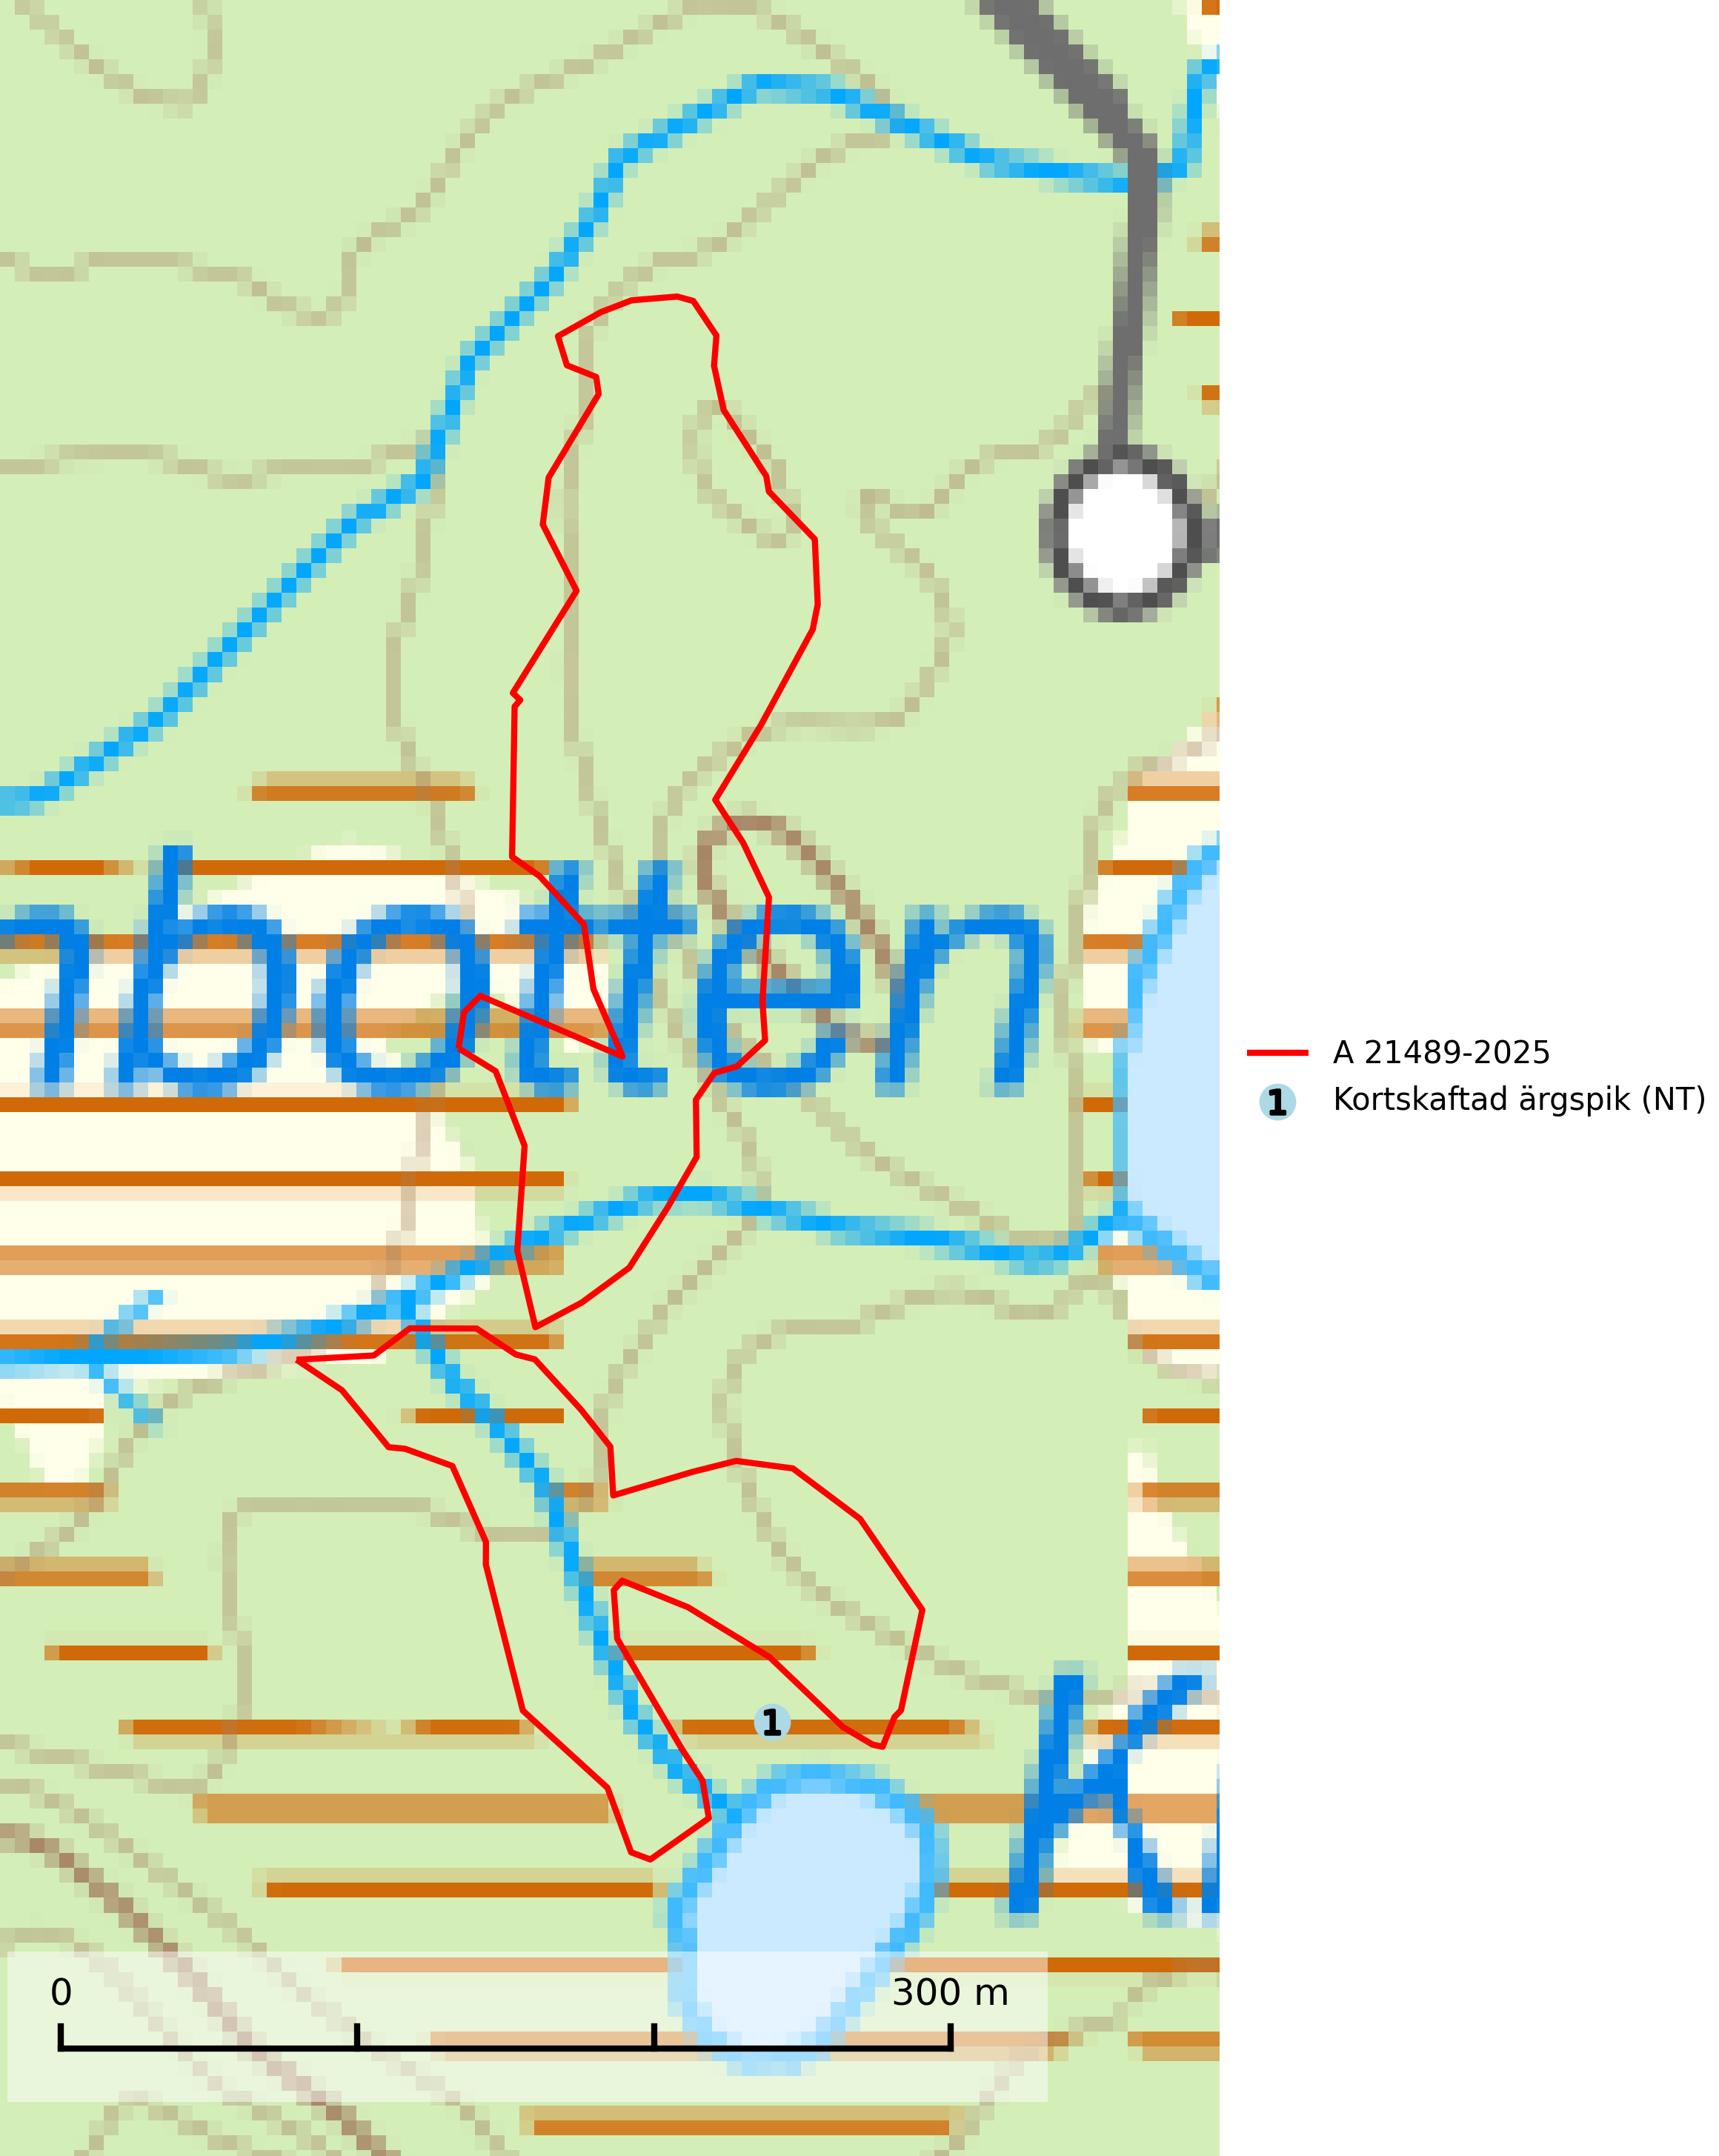 nbotten
A 21489-2025
1 Kortskaftad ärgspik (NT)
1
K
0 300 m